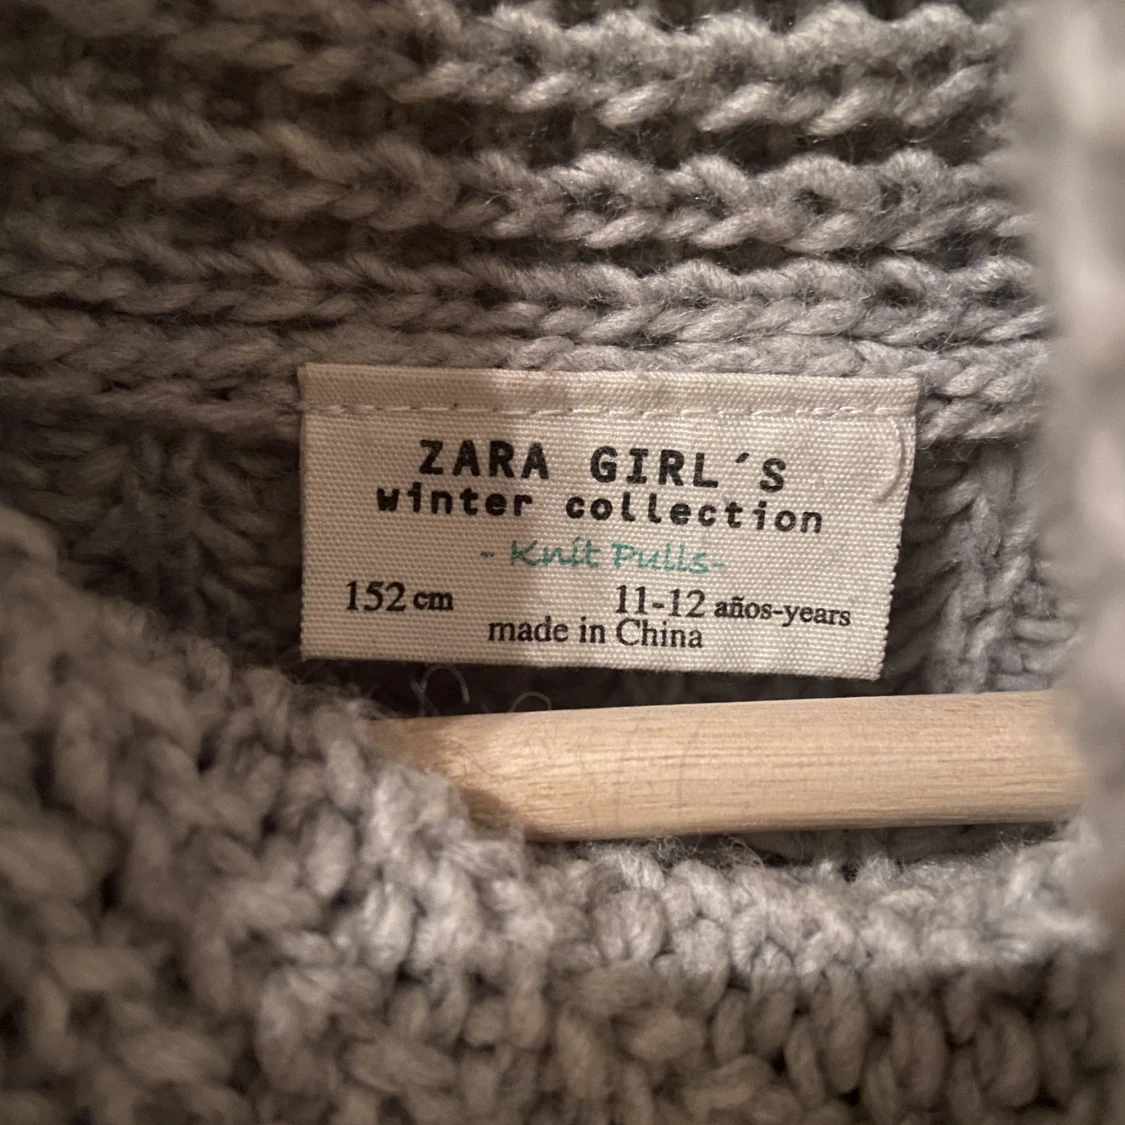 ZARA GIRL´S
winter collection
- Knit Pulls-
152 cm 11-12 años-years
made in China